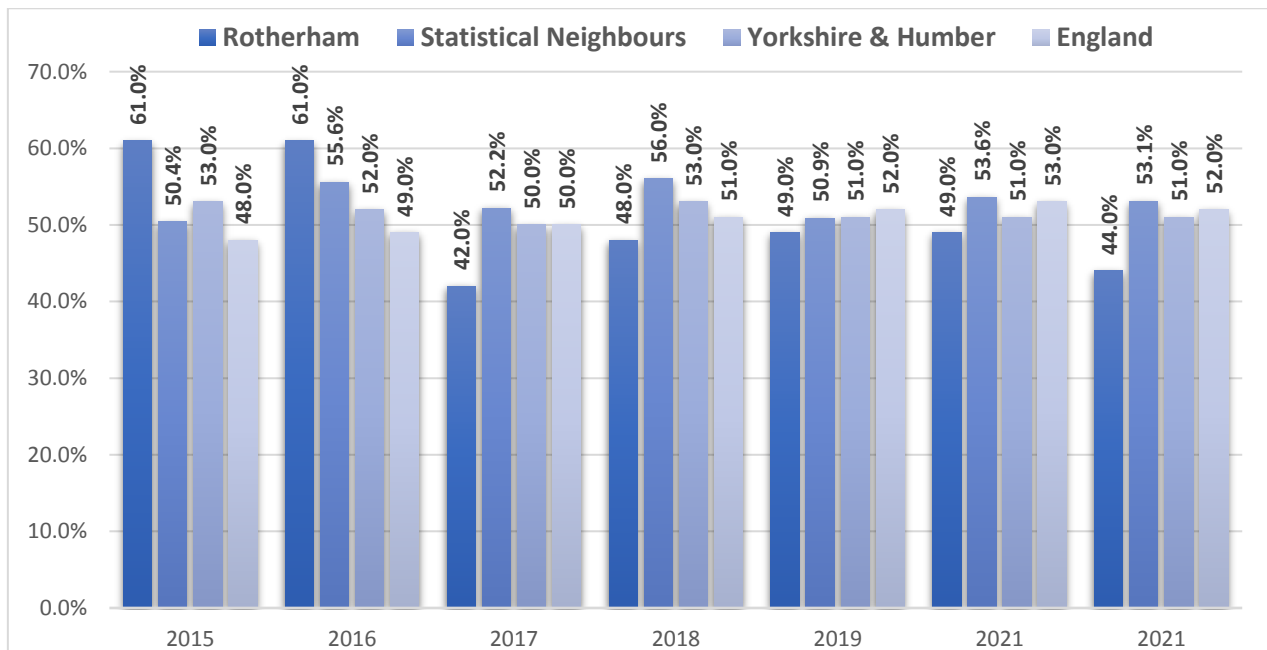 Rotherham Statistical Neighbours Yorkshire & Humber England
70.0%
60.0%
50.0%
40.0%
30.0%
20.0%
10.0%
0.0%
61.0% 50.4% 53.0% 48.0%
61.0% 55.6% 52.0% 49.0%
42.0% 52.2% 50.0% 50.0%
48.0% 56.0% 53.0% 51.0%
49.0% 50.9% 51.0% 52.0%
49.0% 53.6% 51.0% 53.0%
44.0% 53.1% 51.0% 52.0%
2015 2016 2017 2018 2019 2021 2021